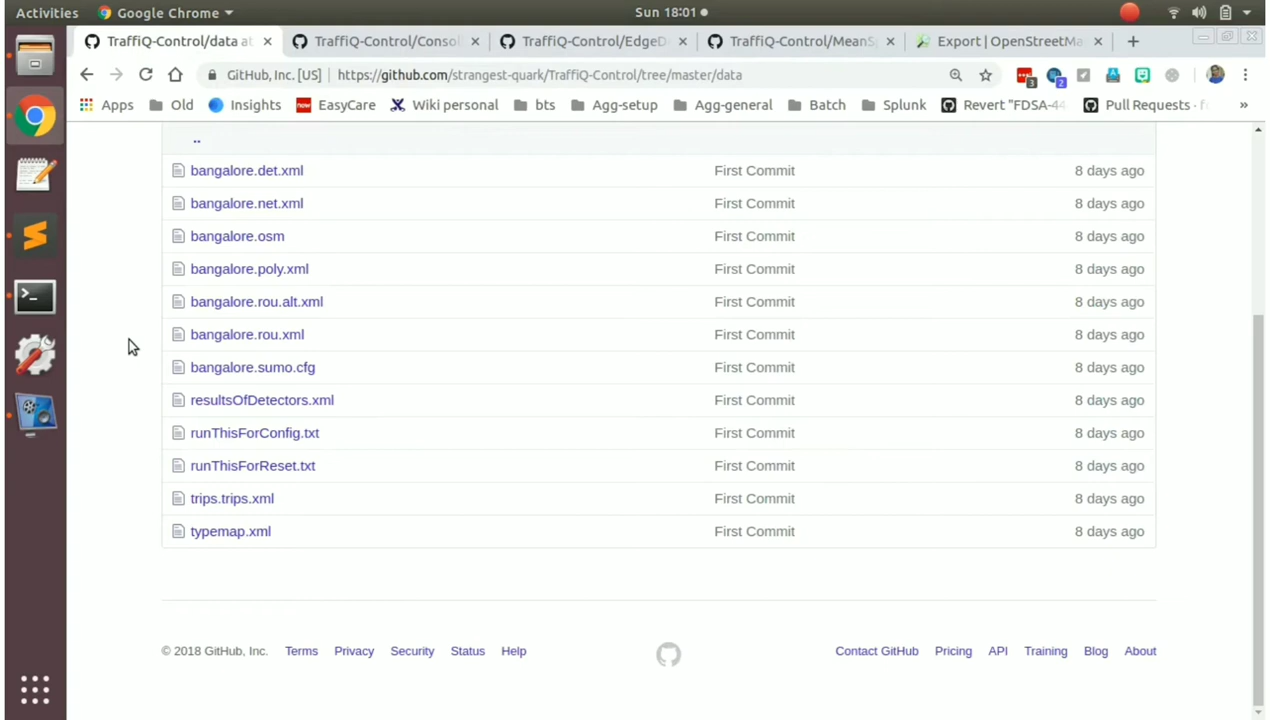 Activities Google Chrome Sun 18:01
TraffiQ-Control/data at TraffiQ-Control/Consol TraffiQ-Control/EdgeD TraffiQ-Control/MeanS Export | OpenStreetMa
GitHub, Inc. [US] https://github.com/strangest-quark/TraffiQ-Control/tree/master/data 3 2
Apps Old Insights now EasyCare Wiki personal bts Agg-setup Agg-general Batch Splunk Revert "FDSA-44 Pull Requests · f »
..
bangalore.det.xml First Commit 8 days ago
bangalore.net.xml First Commit 8 days ago
bangalore.osm First Commit 8 days ago
bangalore.poly.xml First Commit 8 days ago
bangalore.rou.alt.xml First Commit 8 days ago
bangalore.rou.xml First Commit 8 days ago
bangalore.sumo.cfg First Commit 8 days ago
resultsOfDetectors.xml First Commit 8 days ago
runThisForConfig.txt First Commit 8 days ago
runThisForReset.txt First Commit 8 days ago
trips.trips.xml First Commit 8 days ago
typemap.xml First Commit 8 days ago
© 2018 GitHub, Inc. Terms Privacy Security Status Help Contact GitHub Pricing API Training Blog About